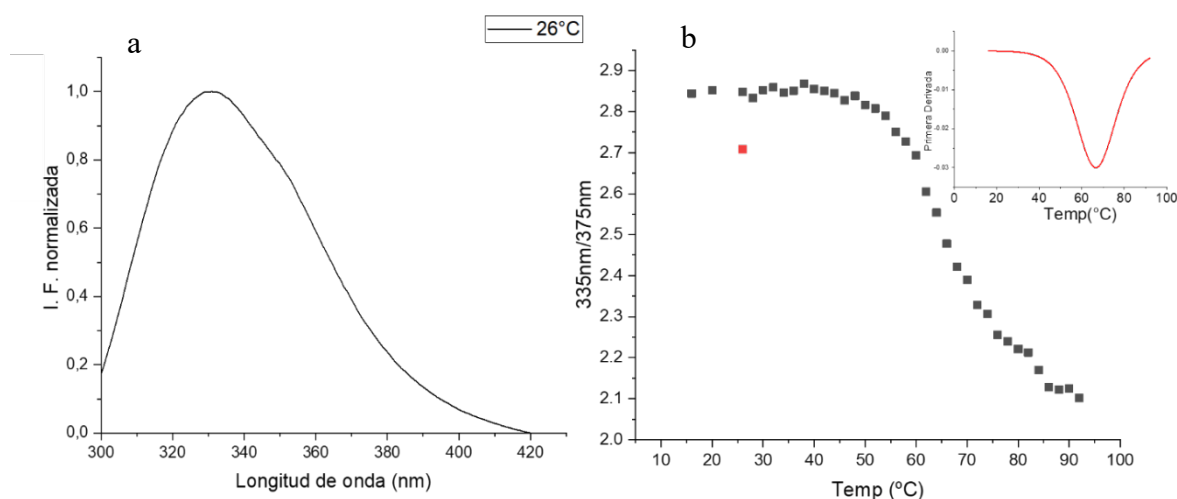 a
26°C
I. F. normalizada
1,0
0,8
0,6
0,4
0,2
0,0
300 320 340 360 380 400 420
Longitud de onda (nm)
b
335nm/375nm
2.9
2.8
2.7
2.6
2.5
2.4
2.3
2.2
2.1
2.0
10 20 30 40 50 60 70 80 90 100
Temp (ºC)
Primera Derivada
0.00
-0.01
-0.02
-0.03
0 20 40 60 80 100
Temp(°C)